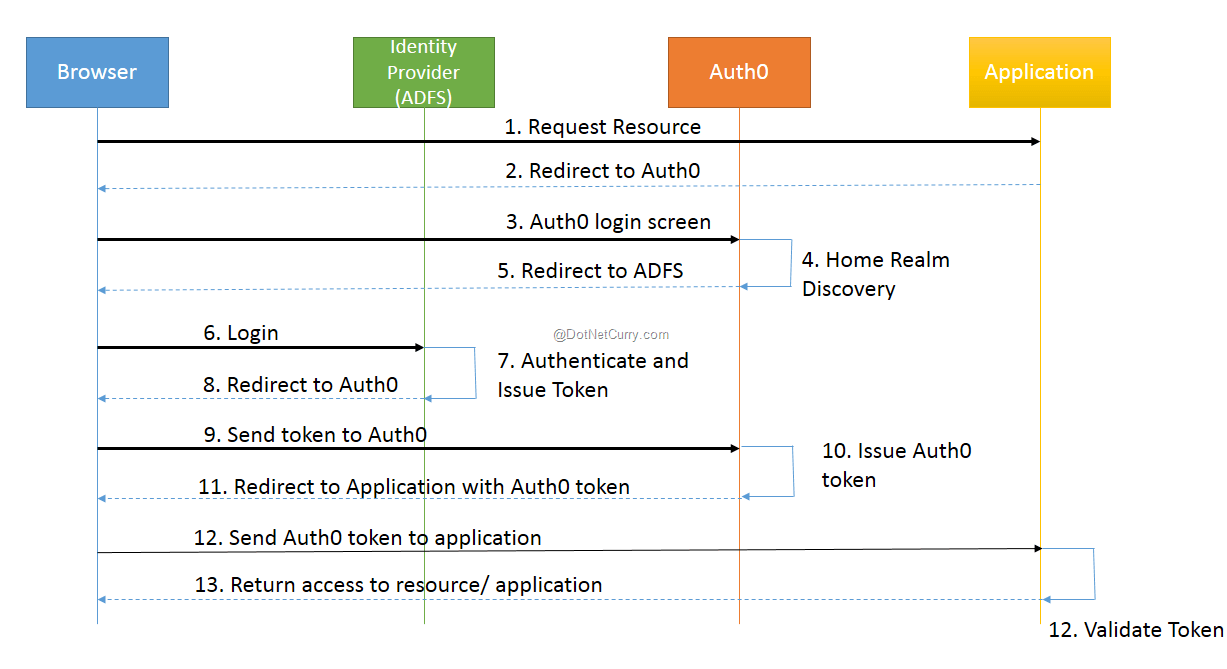 Browser
Identity
Provider
(ADFS)
Auth0
Application
1. Request Resource
2. Redirect to Auth0
3. Auth0 login screen
4. Home Realm
Discovery
5. Redirect to ADFS
6. Login
@DotNetCurry.com
7. Authenticate and
Issue Token
8. Redirect to Auth0
9. Send token to Auth0
10. Issue Auth0
token
11. Redirect to Application with Auth0 token
12. Send Auth0 token to application
13. Return access to resource/ application
12. Validate Token